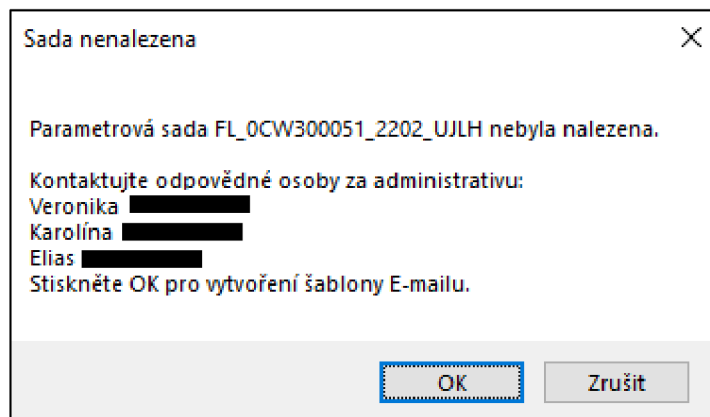 Sada nenalezena
Parametrová sada FL_0CW300051_2202_UJLH nebyla nalezena.
Kontaktujte odpovědné osoby za administrativu:
Veronika
Karolína
Elias
Stiskněte OK pro vytvoření šablony E-mailu.
OK
Zrušit